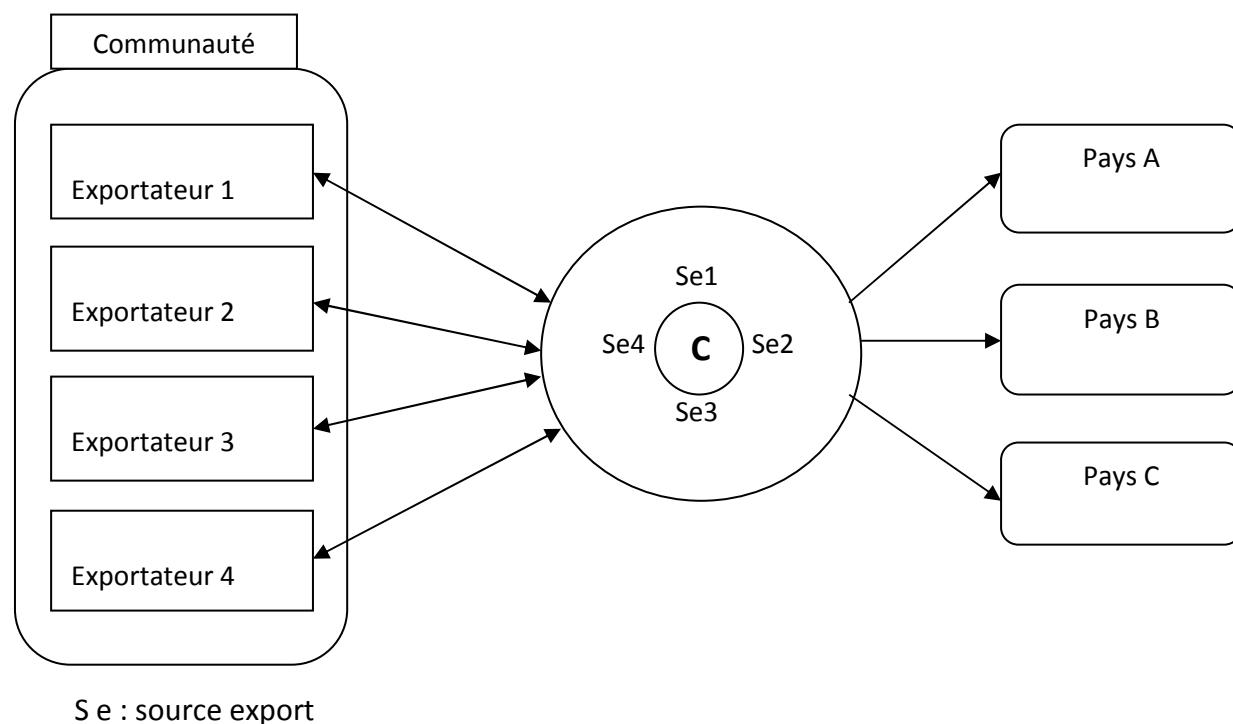 Communauté
Exportateur 1
Exportateur 2
Exportateur 3
Exportateur 4
Se1
Se4
C
Se2
Se3
Pays A
Pays B
Pays C
S e : source export